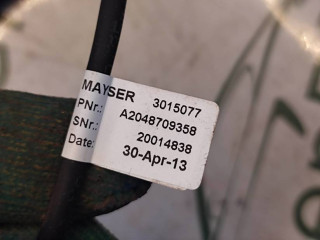 MAYSER 3015077
PNr.: A2048709358
SNr.: 20014838
Date: 30-Apr-13